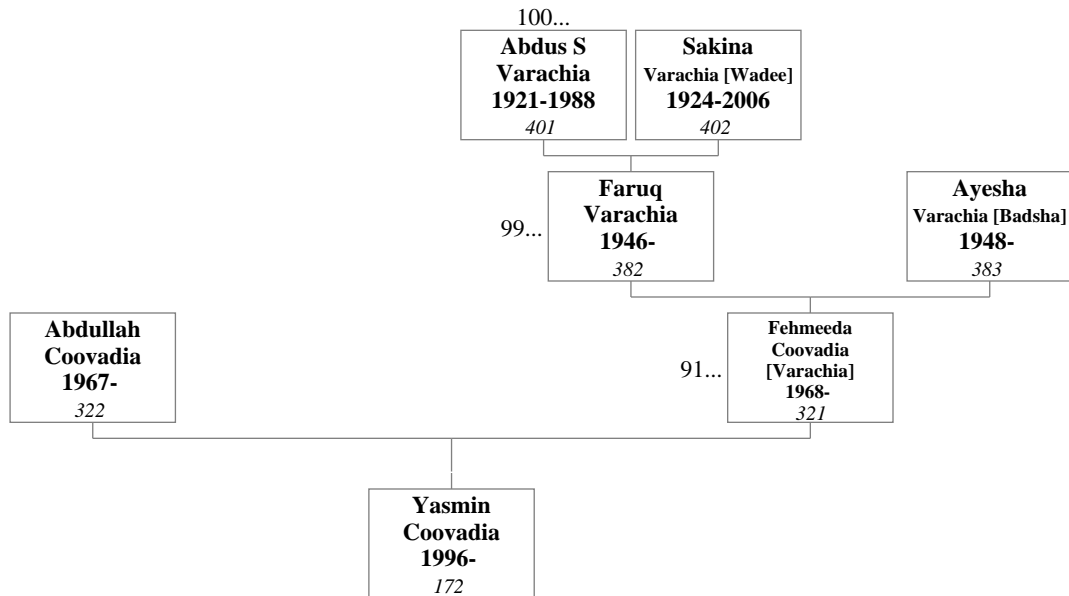 100...
Abdus S
Varachia
1921-1988
401
Sakina
Varachia [Wadee]
1924-2006
402
99...
Faruq
Varachia
1946-
382
Ayesha
Varachia [Badsha]
1948-
383
Abdullah
Coovadia
1967-
322
91...
Fehmeeda
Coovadia
[Varachia]
1968-
321
Yasmin
Coovadia
1996-
172